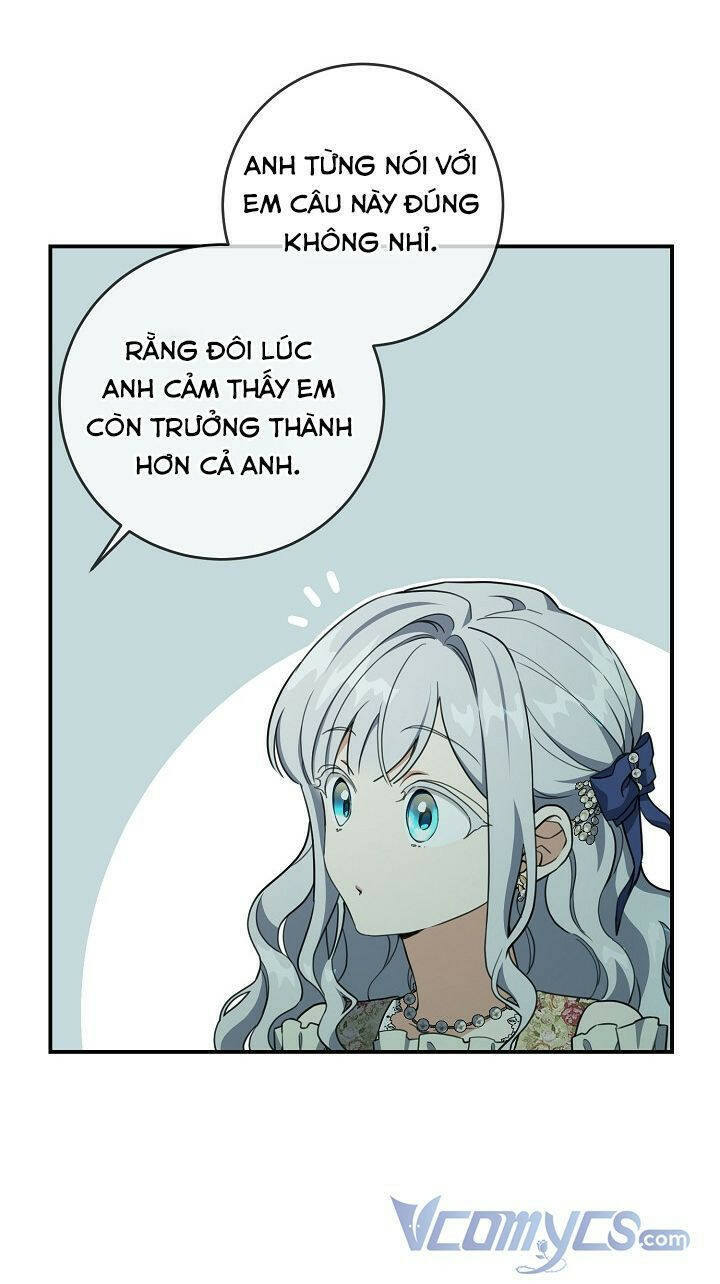 ANH TỪNG NÓI VỚI
EM CÂU NÀY ĐÚNG
KHÔNG NHỈ.
RẰNG ĐÔI LÚC
ANH CẢM THẤY EM
CÒN TRƯỞNG THÀNH
HƠN CẢ ANH.
VCOMYCS.com